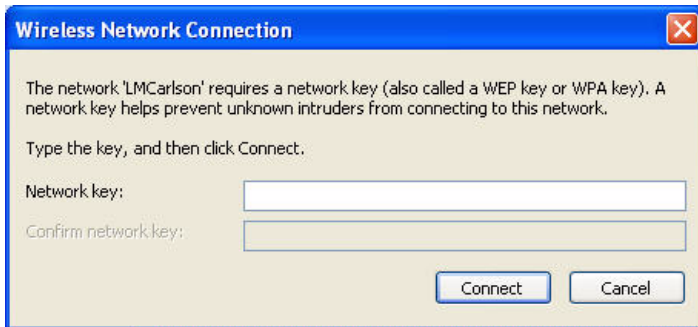 Wireless Network Connection
The network 'LMCarlson' requires a network key (also called a WEP key or WPA key). A
network key helps prevent unknown intruders from connecting to this network.
Type the key, and then click Connect.
Network key:
Confirm network key:
Connect Cancel